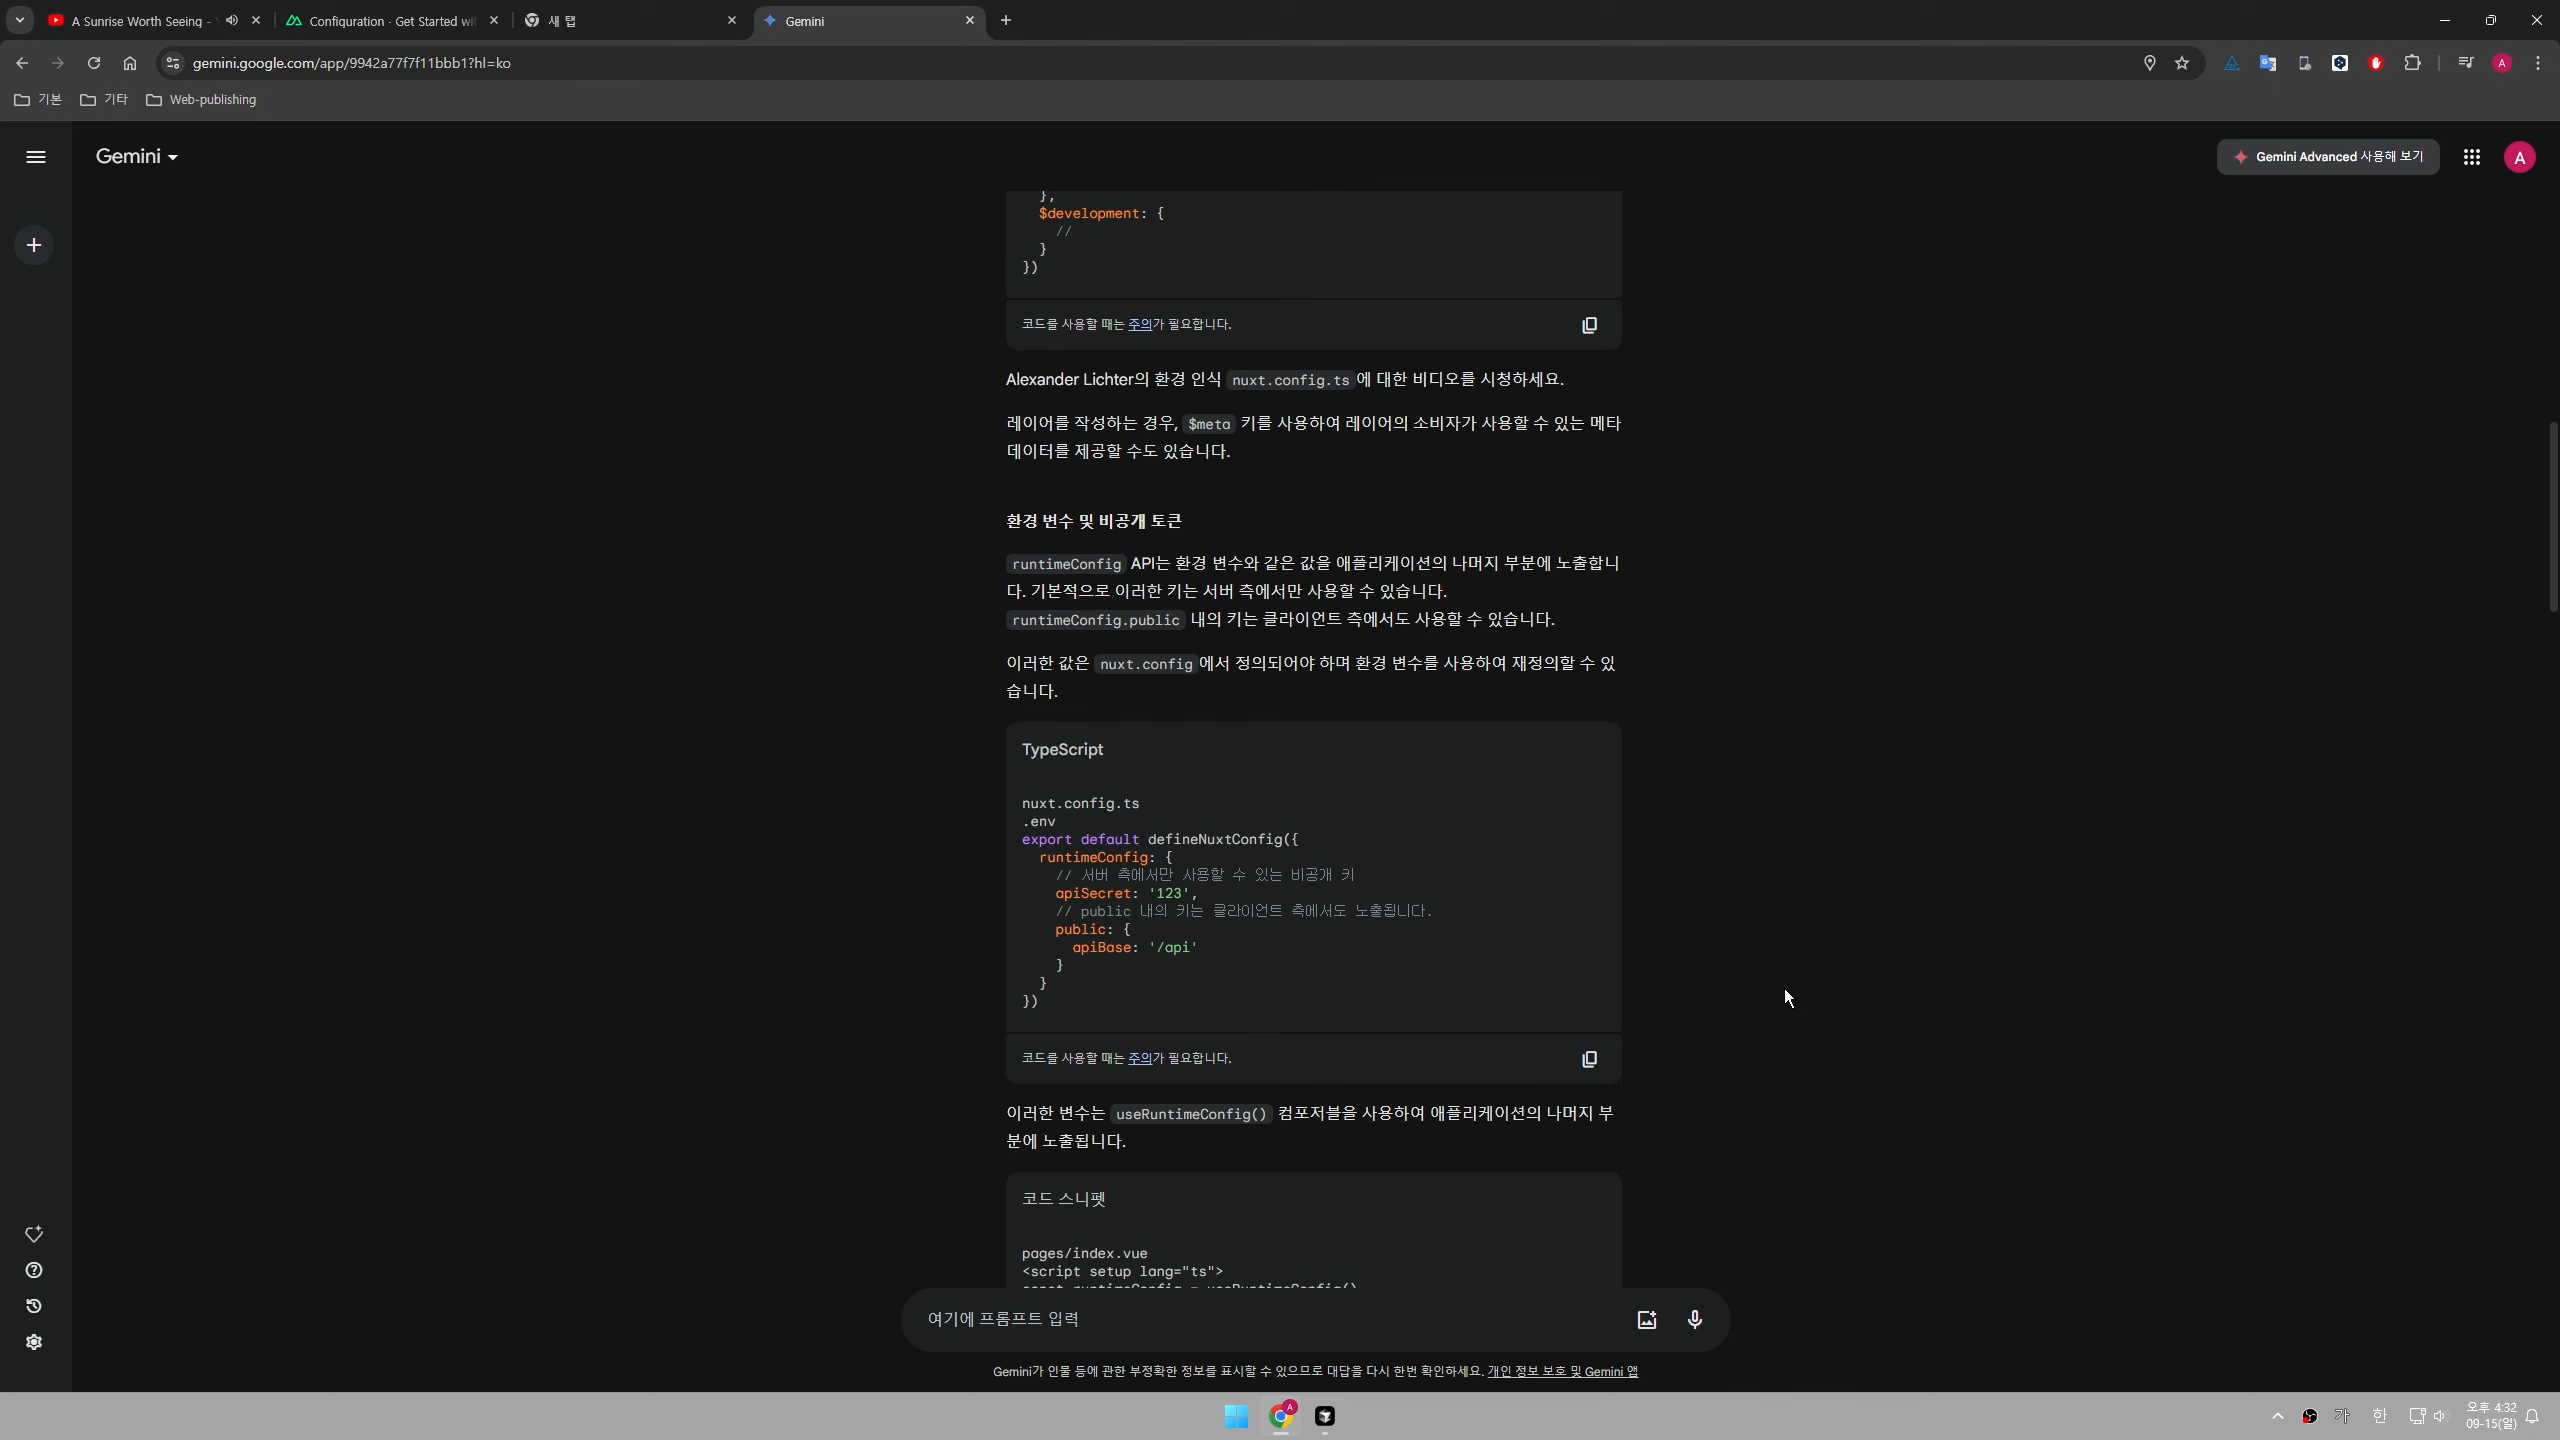 A Sunrise Worth Seeing -
Configuration · Get Started wi
새 탭
Gemini
gemini.google.com/app/9942a77f7f11bbb1?hl=ko
기본
기타
Web-publishing
Gemini
Gemini Advanced 사용해 보기
A
},
$development: {
//
}
})
코드를 사용할 때는 주의가 필요합니다.
Alexander Lichter의 환경 인식 nuxt.config.ts에 대한 비디오를 시청하세요.
레이어를 작성하는 경우, $meta 키를 사용하여 레이어의 소비자가 사용할 수 있는 메타
데이터를 제공할 수도 있습니다.
환경 변수 및 비공개 토큰
runtimeConfig API는 환경 변수와 같은 값을 애플리케이션의 나머지 부분에 노출합니
다. 기본적으로 이러한 키는 서버 측에서만 사용할 수 있습니다.
runtimeConfig.public 내의 키는 클라이언트 측에서도 사용할 수 있습니다.
이러한 값은 nuxt.config에서 정의되어야 하며 환경 변수를 사용하여 재정의할 수 있
습니다.
TypeScript
nuxt.config.ts
.env
export default defineNuxtConfig({
runtimeConfig: {
// 서버 측에서만 사용할 수 있는 비공개 키
apiSecret: '123',
// public 내의 키는 클라이언트 측에서도 노출됩니다.
public: {
apiBase: '/api'
}
}
})
코드를 사용할 때는 주의가 필요합니다.
이러한 변수는 useRuntimeConfig() 컴포저블을 사용하여 애플리케이션의 나머지 부
분에 노출됩니다.
코드 스니펫
pages/index.vue
<script setup lang="ts">
const runtimeConfig = useRuntimeConfig()
여기에 프롬프트 입력
Gemini가 인물 등에 관한 부정확한 정보를 표시할 수 있으므로 대답을 다시 한번 확인하세요. 개인 정보 보호 및 Gemini 앱
A
가
한
오후 4:32
09-15(일)